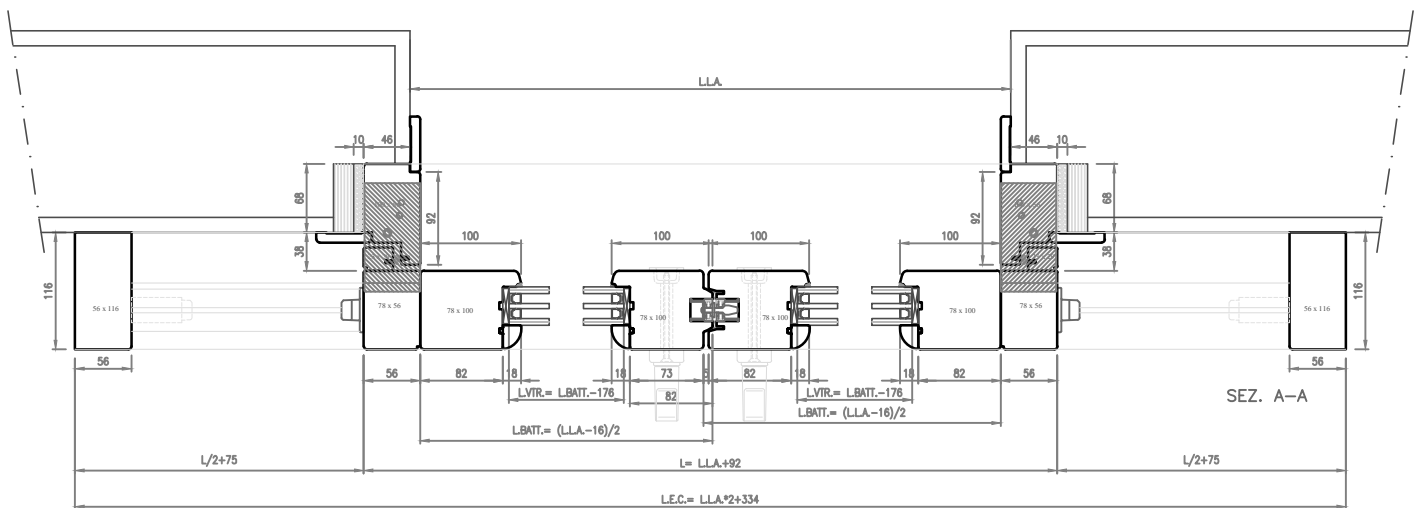 L.L.A.
10 46
46 10
68
92
92
68
100
100
100
100
38
38
116
116
56 x 116
78 x 56
78 x 100
78 x 100
78 x 100
78 x 100
78 x 56
56 x 116
56
56
82
18
18
73
5
82
18
18
82
56
56
L.VTR.= L.BATT.-176
82
L.VTR.= L.BATT.-176
SEZ. A-A
L.BATT.= (L.L.A.-16)/2
L.BATT.= (L.L.A.-16)/2
L/2+75
L= L.L.A.+92
L/2+75
L.E.C.= L.L.A.*2+334